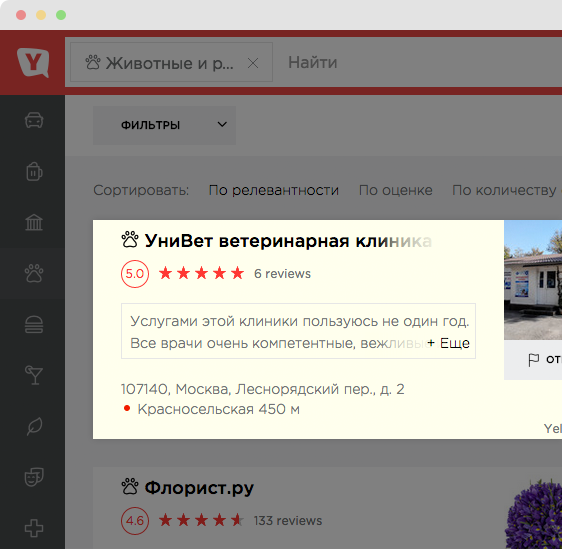 Y
Животные и р...
Найти
ФИЛЬТРЫ
Сортировать: По релевантности По оценке По количеству
УниВет ветеринарная клиника
5.0 6 reviews
Услугами этой клиники пользуюсь не один год.
Все врачи очень компетентные, вежливы + Еще
107140, Москва, Леснорядский пер., д. 2
Красносельская 450 м
ОТ
Yel
Флорист.ру
4.6 133 reviews